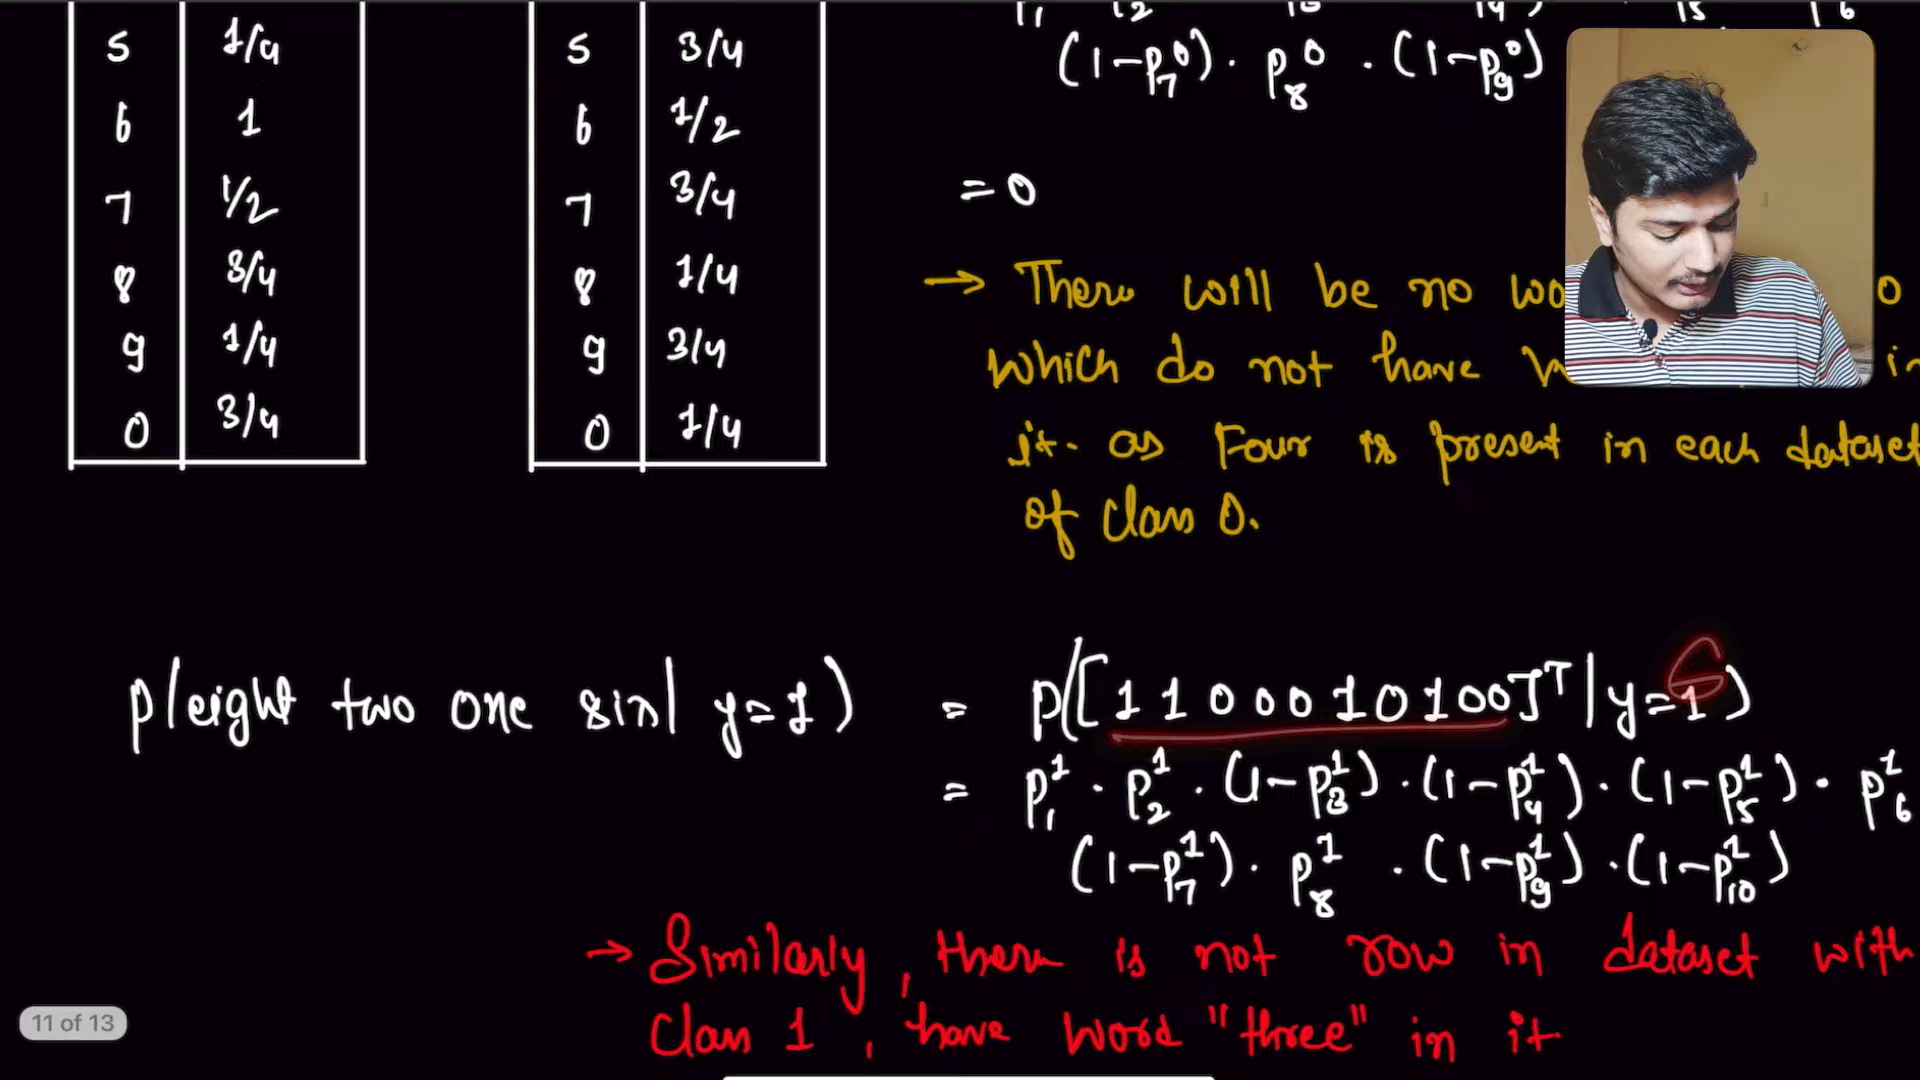 5 1/4
6 1
7 1/2
8 3/4
9 1/4
0 3/4
5 3/4
6 1/2
7 3/4
8 1/4
9 3/4
0 1/4
(1-p₇⁰) · p₈⁰ · (1-p₉⁰)
= 0
→ There will be no
which do not have
it. as Four is present in each dataset
of class 0.
p(eight two one six| y=1) = p([1 1 0 0 0 1 0 1 0 0]ᵀ | y=1)
= p₁¹ · p₂¹ · (1-p₃¹) · (1-p₄¹) · (1-p₅¹) · p₆¹
(1-p₇¹) · p₈¹ · (1-p₉¹) · (1-p₁₀¹)
→ Similarly, there is not row in dataset with
Class 1, have word "three" in it
11 of 13